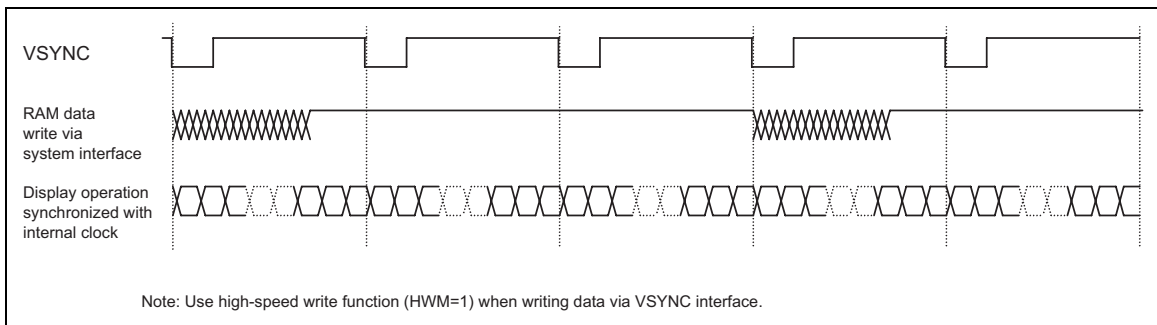 VSYNC
RAM data
write via
system interface
Display operation
synchronized with
internal clock
Note: Use high-speed write function (HWM=1) when writing data via VSYNC interface.